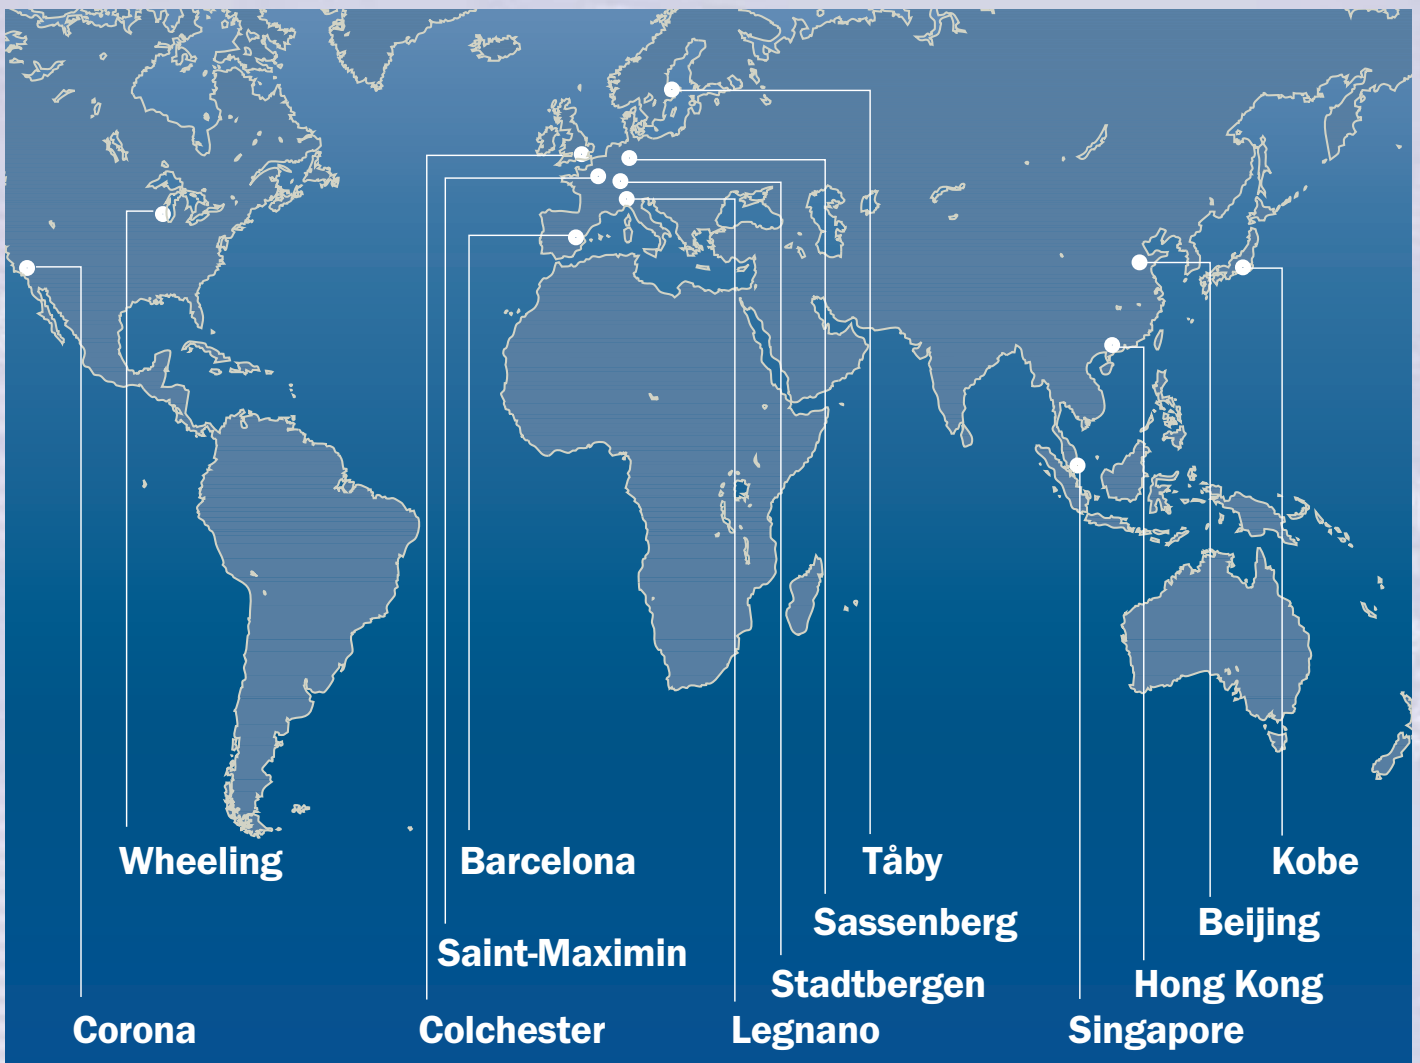 Wheeling
Barcelona
Tåby
Kobe
Sassenberg
Beijing
Saint-Maximin
Stadtbergen
Hong Kong
Corona
Colchester
Legnano
Singapore